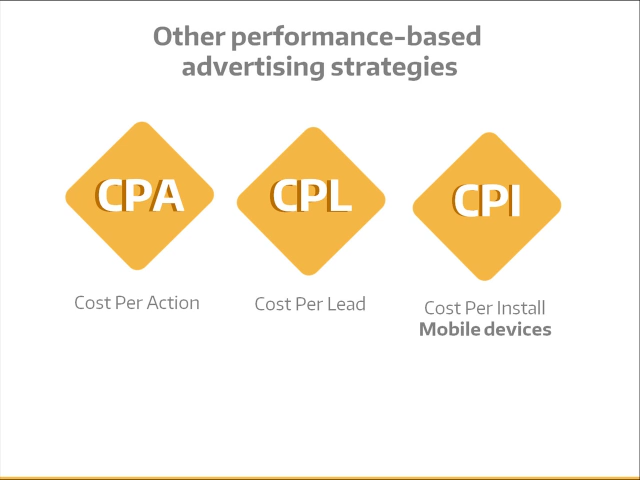 Other performance-based
advertising strategies
CPA
CPL
CPI
Cost Per Action
Cost Per Lead
Cost Per Install
Mobile devices